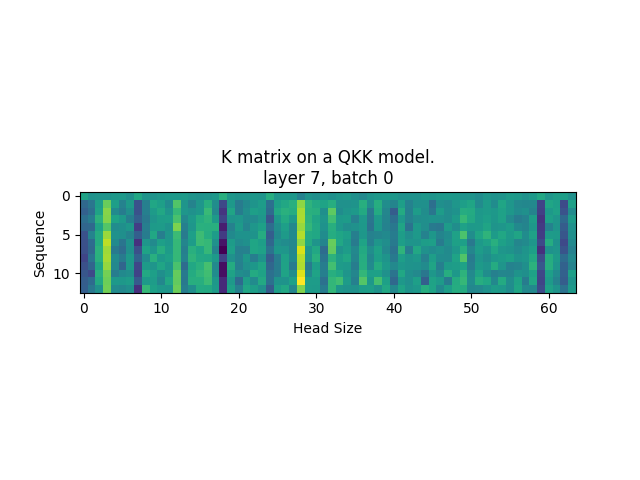 K matrix on a QKK model.
layer 7, batch 0
Sequence
0
5
10
0 10 20 30 40 50 60
Head Size